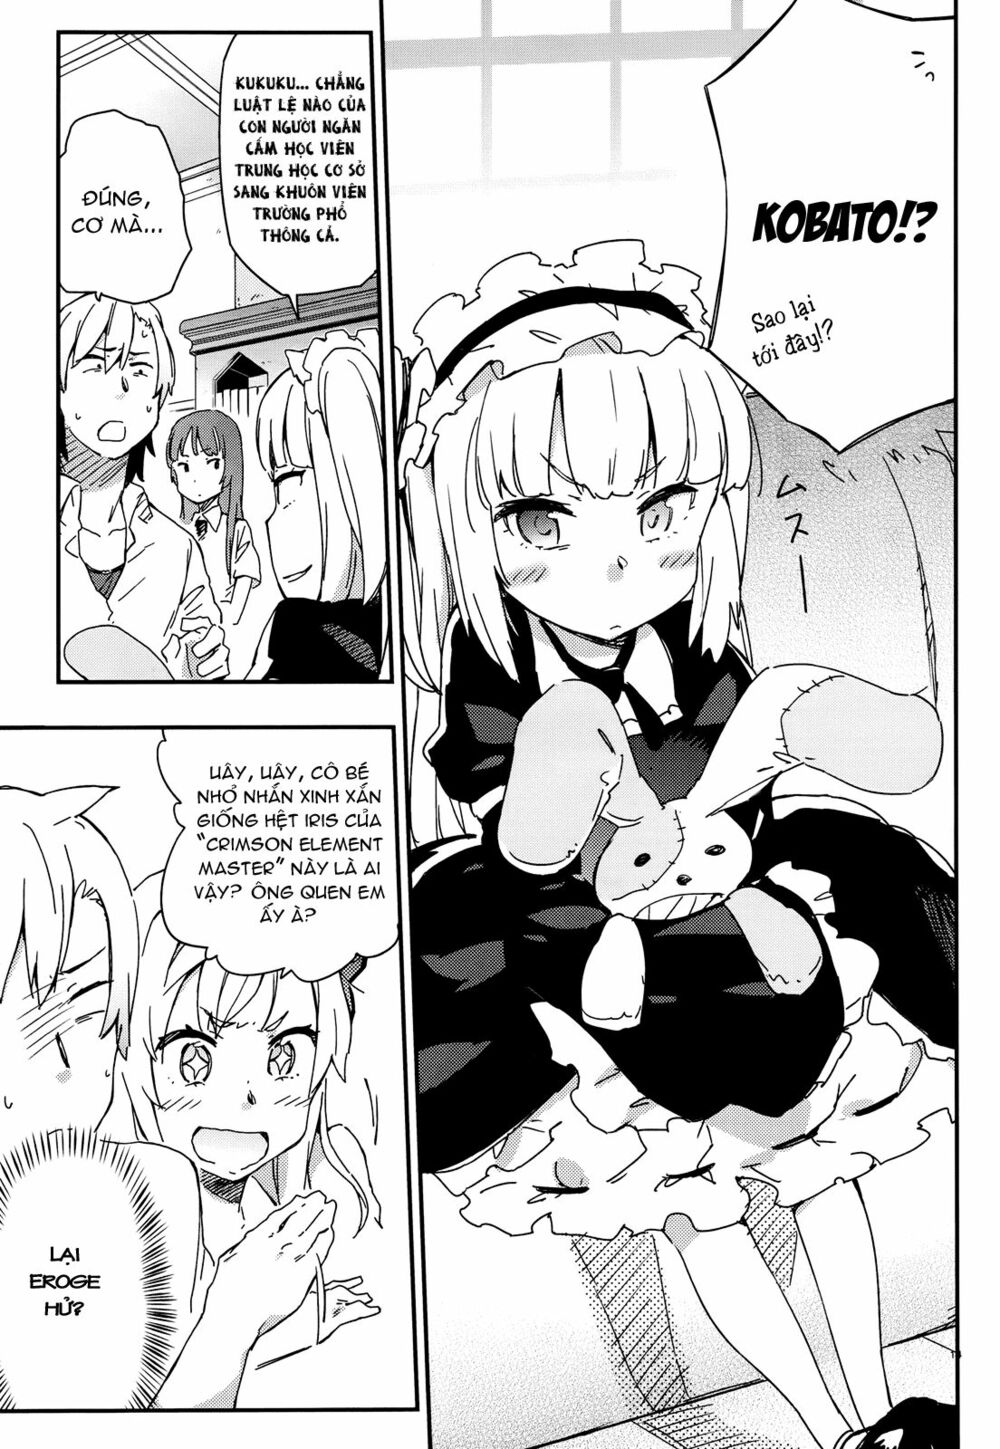 KOBATO!?
Sao lại
tới đây!?
ムスー
KUKUKU... CHẲNG
LUẬT LỆ NÀO CỦA
CON NGƯỜI NGĂN
CẤM HỌC VIÊN
TRUNG HỌC CƠ SỞ
SANG KHUÔN VIÊN
TRƯỜNG PHỔ
THÔNG CẢ.
ĐÚNG,
CƠ MÀ...
UÂY, UÂY, CÔ BÉ
NHỎ NHẮN XINH XẮN
GIỐNG HỆT IRIS CỦA
“CRIMSON ELEMENT
MASTER” NÀY LÀ AI
VẬY? ÔNG QUEN EM
ẤY À?
LẠI
EROGE
HỬ?